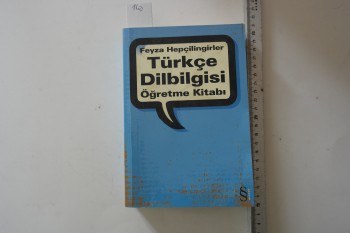 Feyza Hepçilingirler
Türkçe
Dilbilgisi
Öğretme Kitabı